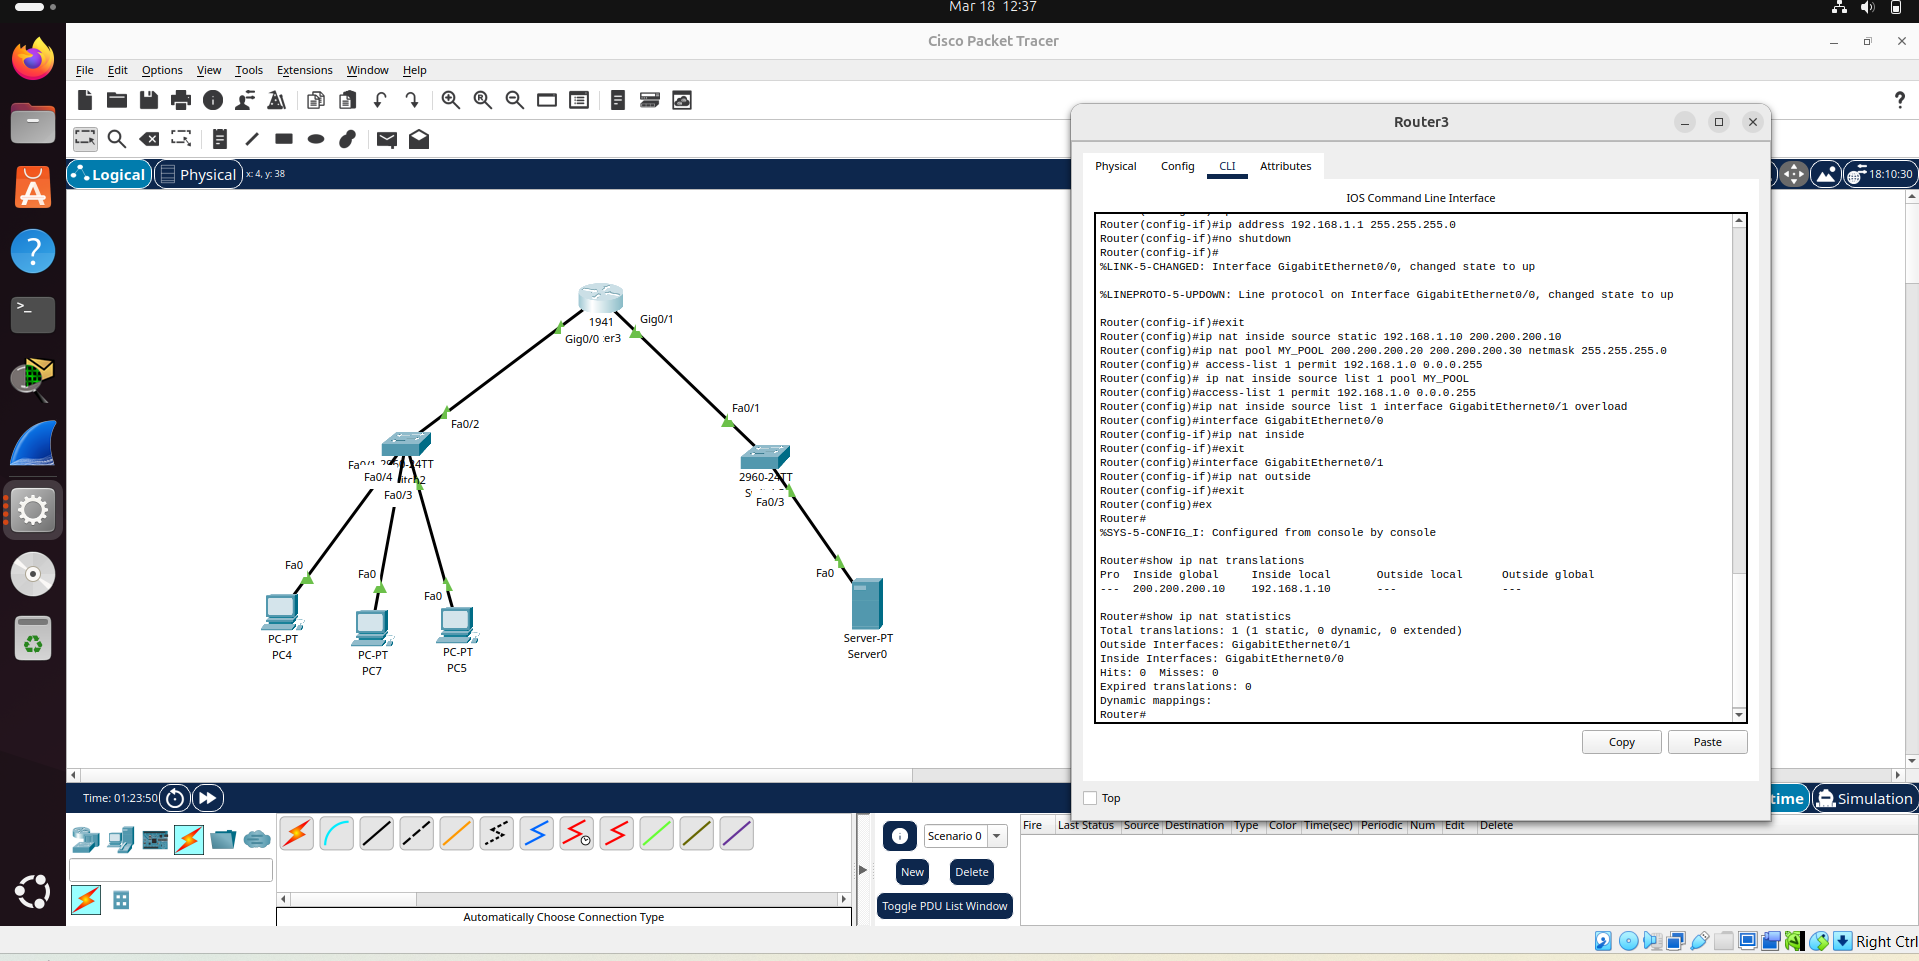 Mar 18 12:37
Cisco Packet Tracer
File Edit Options View Tools Extensions Window Help
?
Logical Physical x: 4, y: 38
18:10:30
1941
Gig0/1
Gig0/0 :er3
Fa0/2
Fa0/1
Fa0/1 2960-24TT
Fa0/4 itch2
Fa0/3
2960-24TT
Fa0/3
Fa0
Fa0
Fa0
Fa0
PC-PT
PC4
PC-PT
PC7
PC-PT
PC5
Server-PT
Server0
Router3
Physical Config CLI Attributes
IOS Command Line Interface
Router(config-if)#ip address 192.168.1.1 255.255.255.0
Router(config-if)#no shutdown
Router(config-if)#
%LINK-5-CHANGED: Interface GigabitEthernet0/0, changed state to up
%LINEPROTO-5-UPDOWN: Line protocol on Interface GigabitEthernet0/0, changed state to up
Router(config-if)#exit
Router(config)#ip nat inside source static 192.168.1.10 200.200.200.10
Router(config)#ip nat pool MY_POOL 200.200.200.20 200.200.200.30 netmask 255.255.255.0
Router(config)# access-list 1 permit 192.168.1.0 0.0.0.255
Router(config)# ip nat inside source list 1 pool MY_POOL
Router(config)#access-list 1 permit 192.168.1.0 0.0.0.255
Router(config)#ip nat inside source list 1 interface GigabitEthernet0/1 overload
Router(config)#interface GigabitEthernet0/0
Router(config-if)#ip nat inside
Router(config-if)#exit
Router(config)#interface GigabitEthernet0/1
Router(config-if)#ip nat outside
Router(config-if)#exit
Router(config)#ex
Router#
%SYS-5-CONFIG_I: Configured from console by console
Router#show ip nat translations
Pro Inside global Inside local Outside local Outside global
--- 200.200.200.10 192.168.1.10 --- ---
Router#show ip nat statistics
Total translations: 1 (1 static, 0 dynamic, 0 extended)
Outside Interfaces: GigabitEthernet0/1
Inside Interfaces: GigabitEthernet0/0
Hits: 0 Misses: 0
Expired translations: 0
Dynamic mappings:
Router#
Copy Paste
Top
Time: 01:23:50
time Simulation
Scenario 0
New Delete
Toggle PDU List Window
Fire Last Status Source Destination Type Color Time(sec) Periodic Num Edit Delete
Automatically Choose Connection Type
Right Ctrl